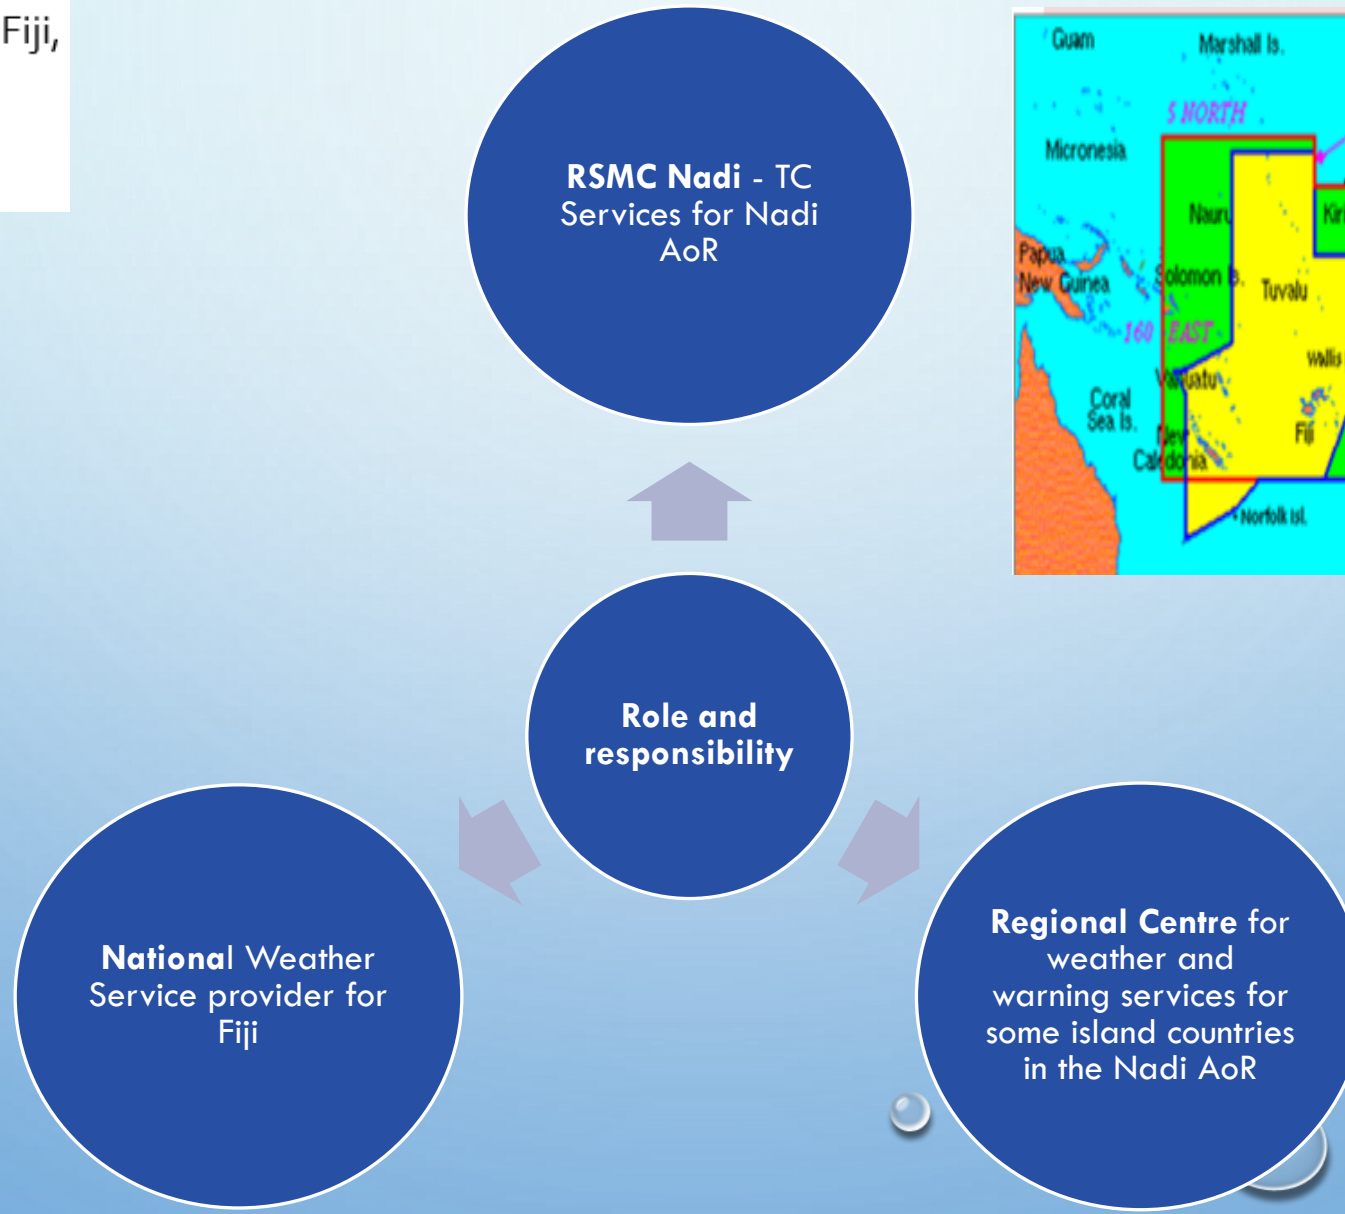 Fiji,
RSMC Nadi - TC
Services for Nadi
AoR
Guam
Marshall Is.
5 NORTH
Micronesia
Nauru
Kir
Papua
New Guinea
Solomon Is.
Tuvalu
160 EAST
Wallis
Vanuatu
Coral
Sea Is.
Fiji
New
Caledonia
Norfolk Isl.
Role and
responsibility
National Weather
Service provider for
Fiji
Regional Centre for
weather and
warning services for
some island countries
in the Nadi AoR